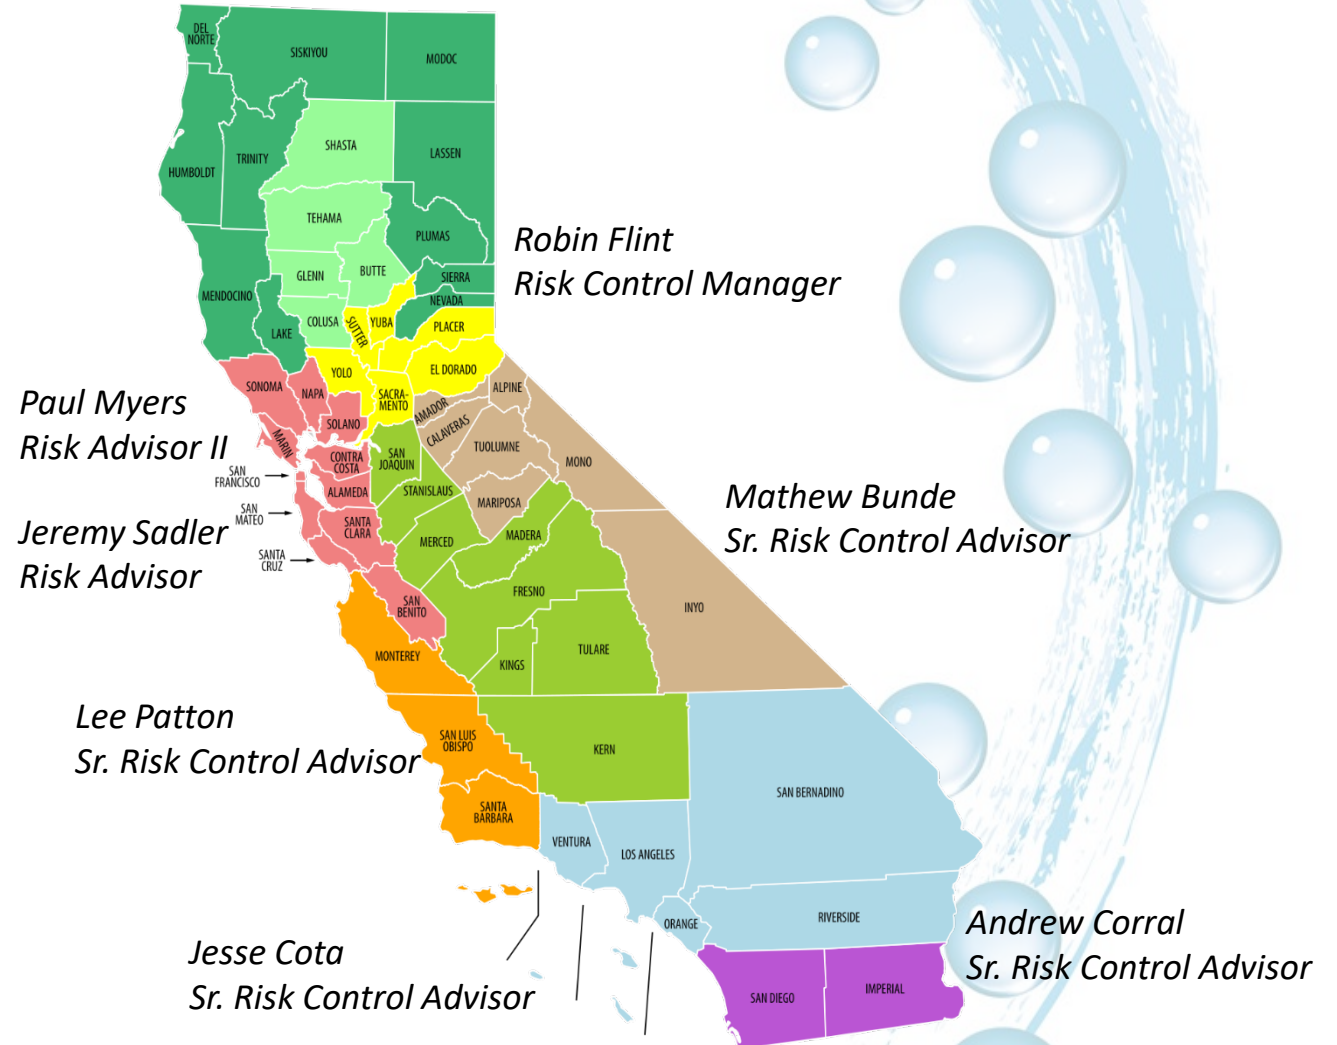 DEL
NORTE
SISKIYOU
MODOC
SHASTA
LASSEN
TRINITY
HUMBOLDT
TEHAMA
PLUMAS
Robin Flint
Risk Control Manager
GLENN
BUTTE
SIERRA
MENDOCINO
NEVADA
COLUSA
SUTTER
YUBA
PLACER
LAKE
YOLO
EL DORADO
SONOMA
NAPA
SACRA-
MENTO
ALPINE
Paul Myers
Risk Advisor II
AMADOR
SOLANO
CALAVERAS
MARIN
TUOLUMNE
CONTRA
COSTA
SAN
JOAQUIN
MONO
SAN
FRANCISCO
ALAMEDA
STANISLAUS
MARIPOSA
Mathew Bunde
Sr. Risk Control Advisor
SAN
MATEO
Jeremy Sadler
Risk Advisor
SANTA
CLARA
MERCED
MADERA
SANTA
CRUZ
FRESNO
SAN
BENITO
INYO
MONTEREY
TULARE
KINGS
Lee Patton
Sr. Risk Control Advisor
SAN LUIS
OBISPO
KERN
SAN BERNADINO
SANTA
BARBARA
VENTURA
LOS ANGELES
ORANGE
RIVERSIDE
Andrew Corral
Sr. Risk Control Advisor
Jesse Cota
Sr. Risk Control Advisor
SAN DIEGO
IMPERIAL